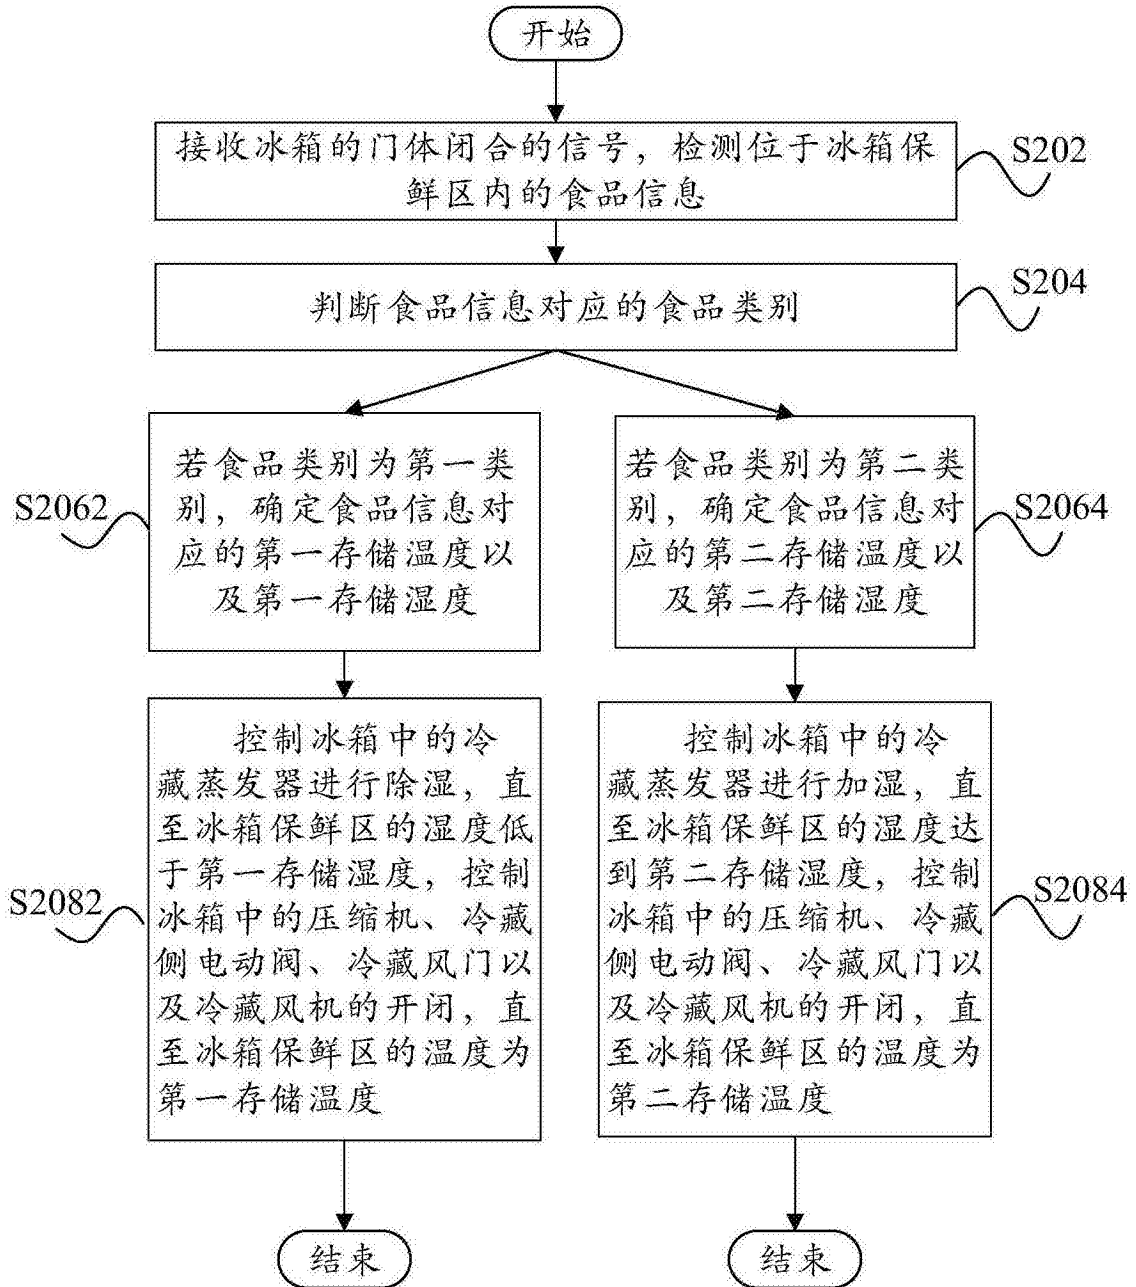 开始
接收冰箱的门体闭合的信号，检测位于冰箱保
鲜区内的食品信息
S202
判断食品信息对应的食品类别
S204
若食品类别为第一类
别，确定食品信息对
应的第一存储温度以
及第一存储湿度
S2062
若食品类别为第二类
别，确定食品信息对
应的第二存储温度以
及第二存储湿度
S2064
控制冰箱中的冷
藏蒸发器进行除湿，直
至冰箱保鲜区的湿度低
于第一存储湿度，控制
冰箱中的压缩机、冷藏
侧电动阀、冷藏风门以
及冷藏风机的开闭，直
至冰箱保鲜区的温度为
第一存储温度
S2082
控制冰箱中的冷
藏蒸发器进行加湿，直
至冰箱保鲜区的湿度达
到第二存储湿度，控制
冰箱中的压缩机、冷藏
侧电动阀、冷藏风门以
及冷藏风机的开闭，直
至冰箱保鲜区的温度为
第二存储温度
S2084
结束
结束